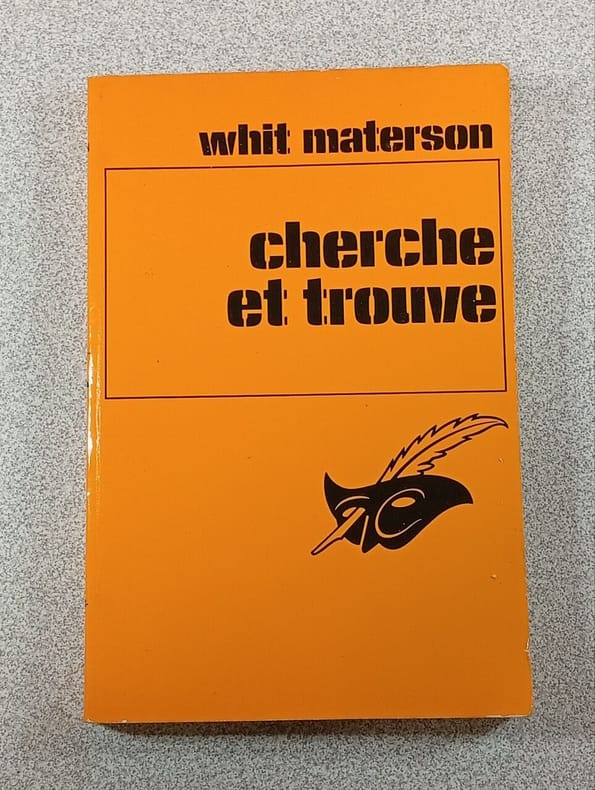 whit materson
cherche
et trouve